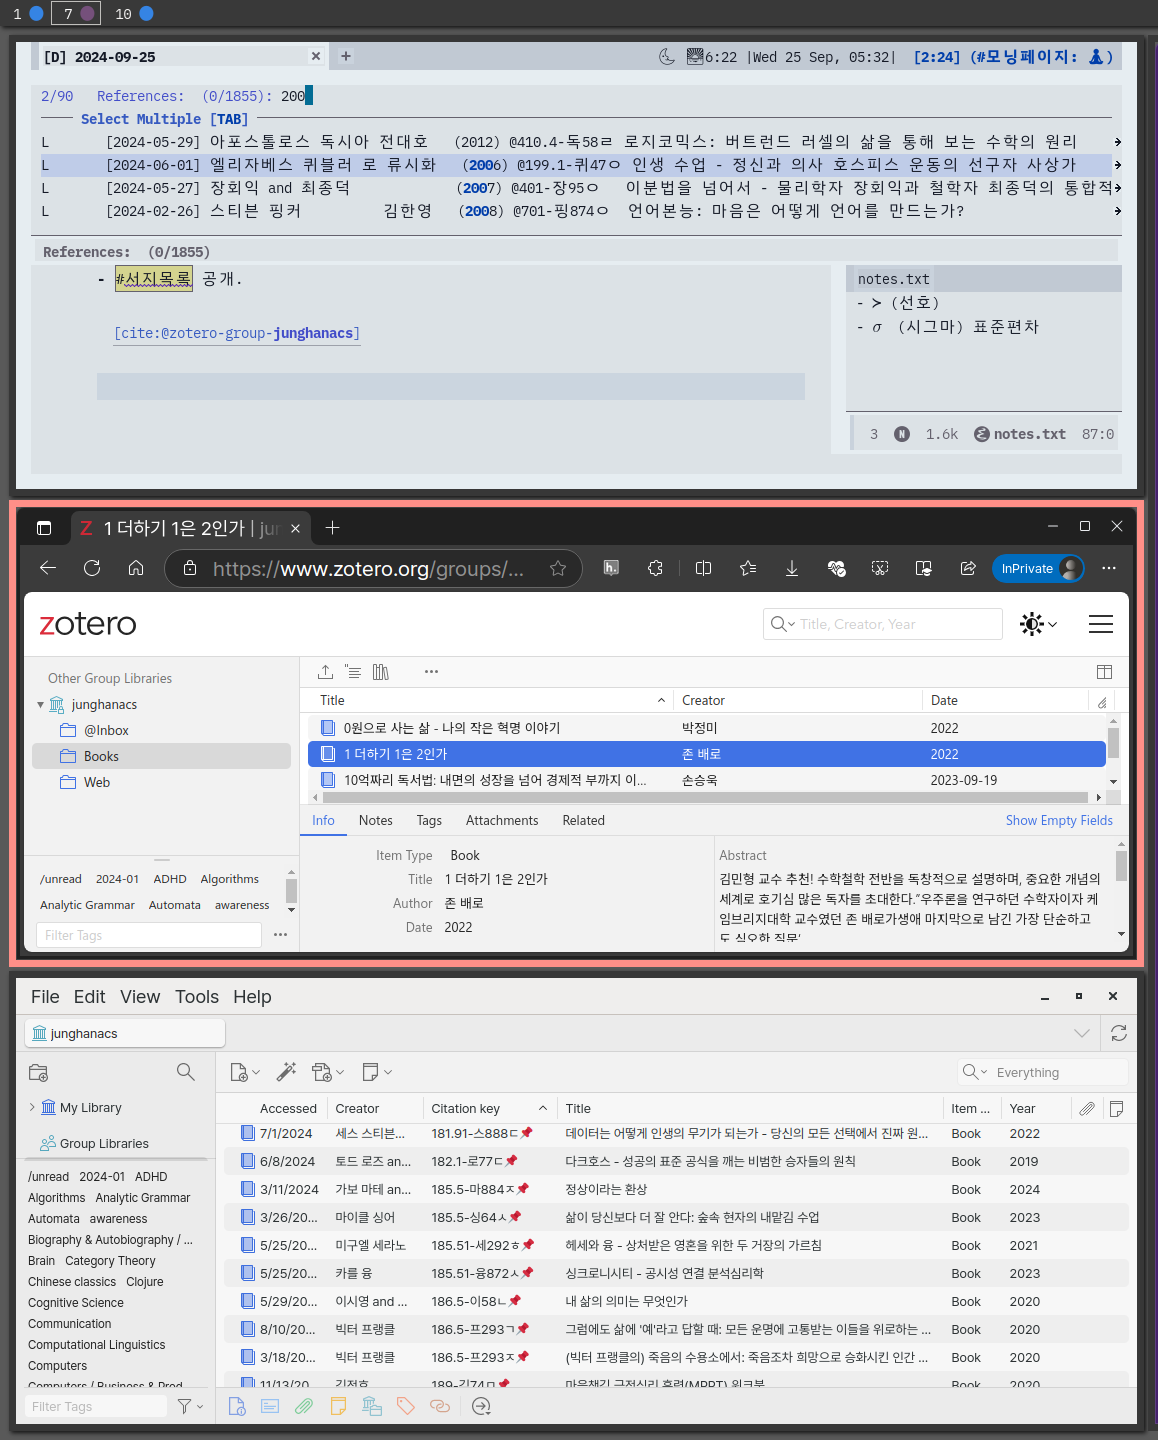 1 7 10
[D] 2024-09-25 × + 6:22 |Wed 25 Sep, 05:32| [2:24] (#모닝페이지: )
2/90 References: (0/1855): 200
Select Multiple [TAB]
L [2024-05-29] 아포스톨로스 독시아 전대호 (2012) @410.4-독58ㄹ 로지코믹스: 버트런드 러셀의 삶을 통해 보는 수학의 원리
L [2024-06-01] 엘리자베스 퀴블러 로 류시화 (2006) @199.1-퀴47ㅇ 인생 수업 - 정신과 의사 호스피스 운동의 선구자 사상가
L [2024-05-27] 장회익 and 최종덕 (2007) @401-장95ㅇ 이분법을 넘어서 - 물리학자 장회익과 철학자 최종덕의 통합적
L [2024-02-26] 스티븐 핑커 김한영 (2008) @701-핑874ㅇ 언어본능: 마음은 어떻게 언어를 만드는가?
References: (0/1855)
- #서지목록 공개.
[cite:@zotero-group-junghanacs]
notes.txt
- ≻ (선호)
- σ (시그마) 표준편차
3 N 1.6k notes.txt 87:0
1 더하기 1은 2인가 | jun
https://www.zotero.org/groups/... h. InPrivate
zotero
Title, Creator, Year
Other Group Libraries
junghanacs
@Inbox
Books
Web
Title Creator Date
0원으로 사는 삶 - 나의 작은 혁명 이야기 박정미 2022
1 더하기 1은 2인가 존 배로 2022
10억짜리 독서법: 내면의 성장을 넘어 경제적 부까지 이... 손승욱 2023-09-19
Info Notes Tags Attachments Related Show Empty Fields
/unread 2024-01 ADHD Algorithms
Analytic Grammar Automata awareness
Filter Tags
Item Type Book
Title 1 더하기 1은 2인가
Author 존 배로
Date 2022
Abstract
김민형 교수 추천! 수학철학 전반을 독창적으로 설명하며, 중요한 개념의
세계로 호기심 많은 독자를 초대한다.“우주론을 연구하던 수학자이자 케
임브리지대학 교수였던 존 배로가생애 마지막으로 남긴 가장 단순하고
도 심오한 질문‘
File Edit View Tools Help
junghanacs
Everything
My Library
Group Libraries
/unread 2024-01 ADHD
Algorithms Analytic Grammar
Automata awareness
Biography & Autobiography / ...
Brain Category Theory
Chinese classics Clojure
Cognitive Science
Communication
Computational Linguistics
Computers
Computers / Business & Prod
Filter Tags
Accessed Creator Citation key Title Item ... Year
7/1/2024 세스 스티븐... 181.91-스888ㄷ 데이터는 어떻게 인생의 무기가 되는가 - 당신의 모든 선택에서 진짜 원... Book 2022
6/8/2024 토드 로즈 an... 182.1-로77ㄷ 다크호스 - 성공의 표준 공식을 깨는 비범한 승자들의 원칙 Book 2019
3/11/2024 가보 마테 an... 185.5-마884ㅈ 정상이라는 환상 Book 2024
3/26/20... 마이클 싱어 185.5-싱64ㅅ 삶이 당신보다 더 잘 안다: 숲속 현자의 내맡김 수업 Book 2023
5/25/20... 미구엘 세라노 185.51-세292ㅎ 헤세와 융 - 상처받은 영혼을 위한 두 거장의 가르침 Book 2021
5/25/20... 카를 융 185.51-융872ㅅ 싱크로니시티 - 공시성 연결 분석심리학 Book 2023
5/29/20... 이시영 and ... 186.5-이58ㄴ 내 삶의 의미는 무엇인가 Book 2020
8/10/20... 빅터 프랭클 186.5-프293ㄱ 그럼에도 삶에 '예'라고 답할 때: 모든 운명에 고통받는 이들을 위로하는 ... Book 2020
3/18/20... 빅터 프랭클 186.5-프293ㅈ (빅터 프랭클의) 죽음의 수용소에서: 죽음조차 희망으로 승화시킨 인간 ... Book 2020
11/13/20... 김정호 189-김74ㅁ 마음챙김 긍정심리 훈련(MPPT) 워크북 Book 2020